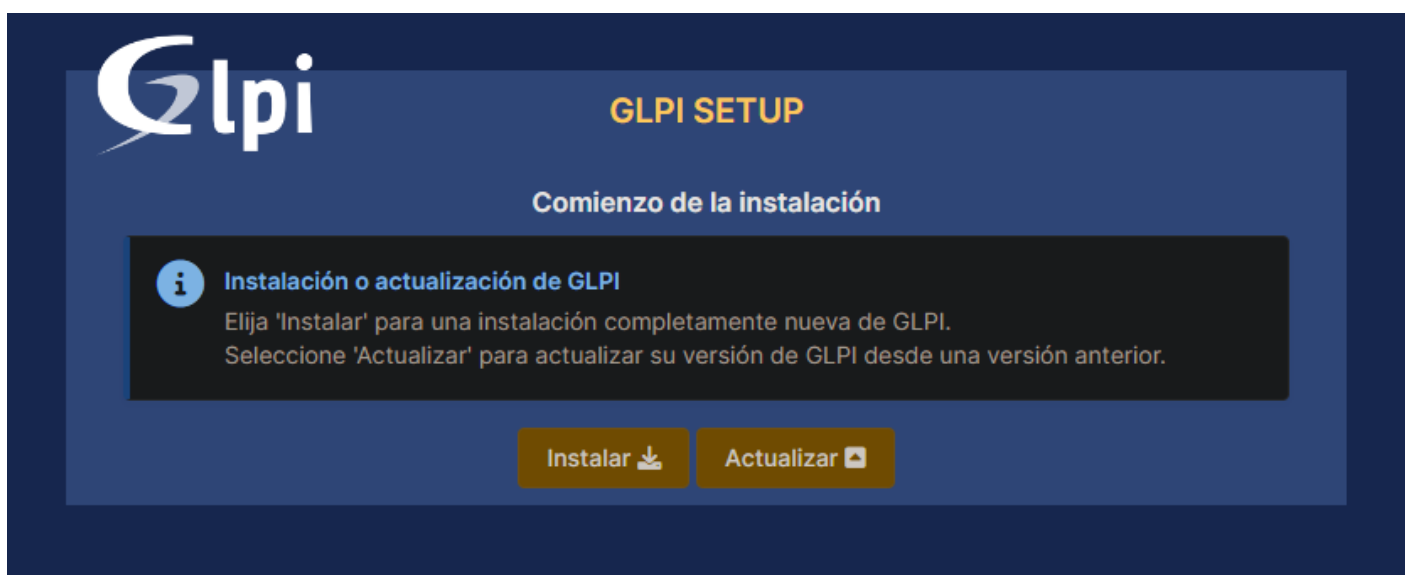 Glpi
GLPI SETUP
Comienzo de la instalación
Instalación o actualización de GLPI
Elija 'Instalar' para una instalación completamente nueva de GLPI.
Seleccione 'Actualizar' para actualizar su versión de GLPI desde una versión anterior.
Instalar
Actualizar